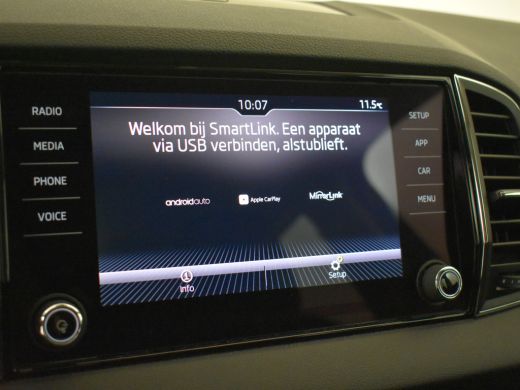 10:07
11.5°C
RADIO
MEDIA
PHONE
VOICE
Welkom bij SmartLink. Een apparaat
via USB verbinden, alstublieft.
androidauto
Apple CarPlay
MirrorLink
Info
Setup
SETUP
APP
CAR
MENU